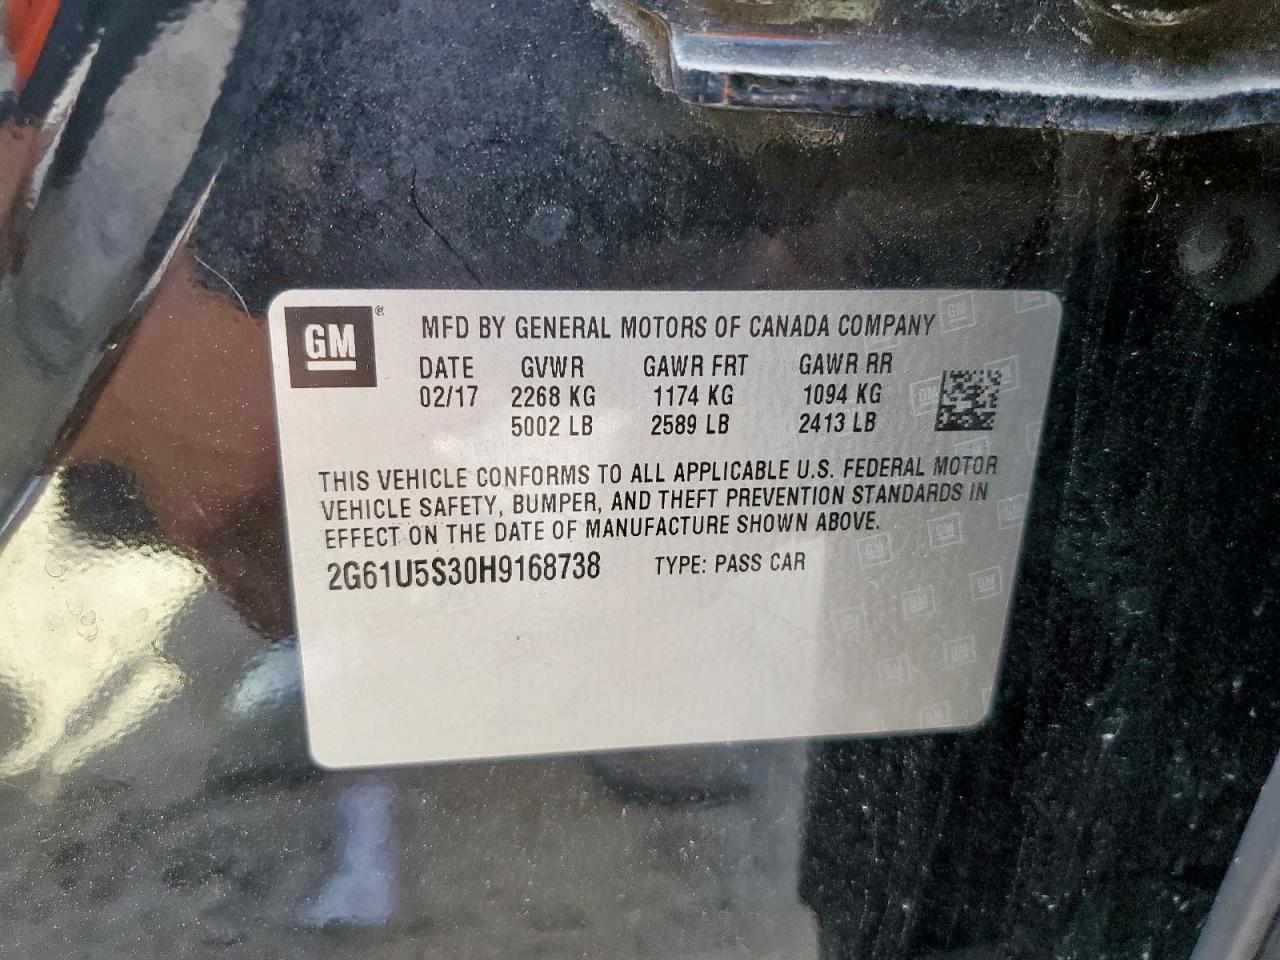 GM ®
MFD BY GENERAL MOTORS OF CANADA COMPANY
DATE GVWR GAWR FRT GAWR RR
02/17 2268 KG 1174 KG 1094 KG
5002 LB 2589 LB 2413 LB
THIS VEHICLE CONFORMS TO ALL APPLICABLE U.S. FEDERAL MOTOR
VEHICLE SAFETY, BUMPER, AND THEFT PREVENTION STANDARDS IN
EFFECT ON THE DATE OF MANUFACTURE SHOWN ABOVE.
2G61U5S30H9168738 TYPE: PASS CAR